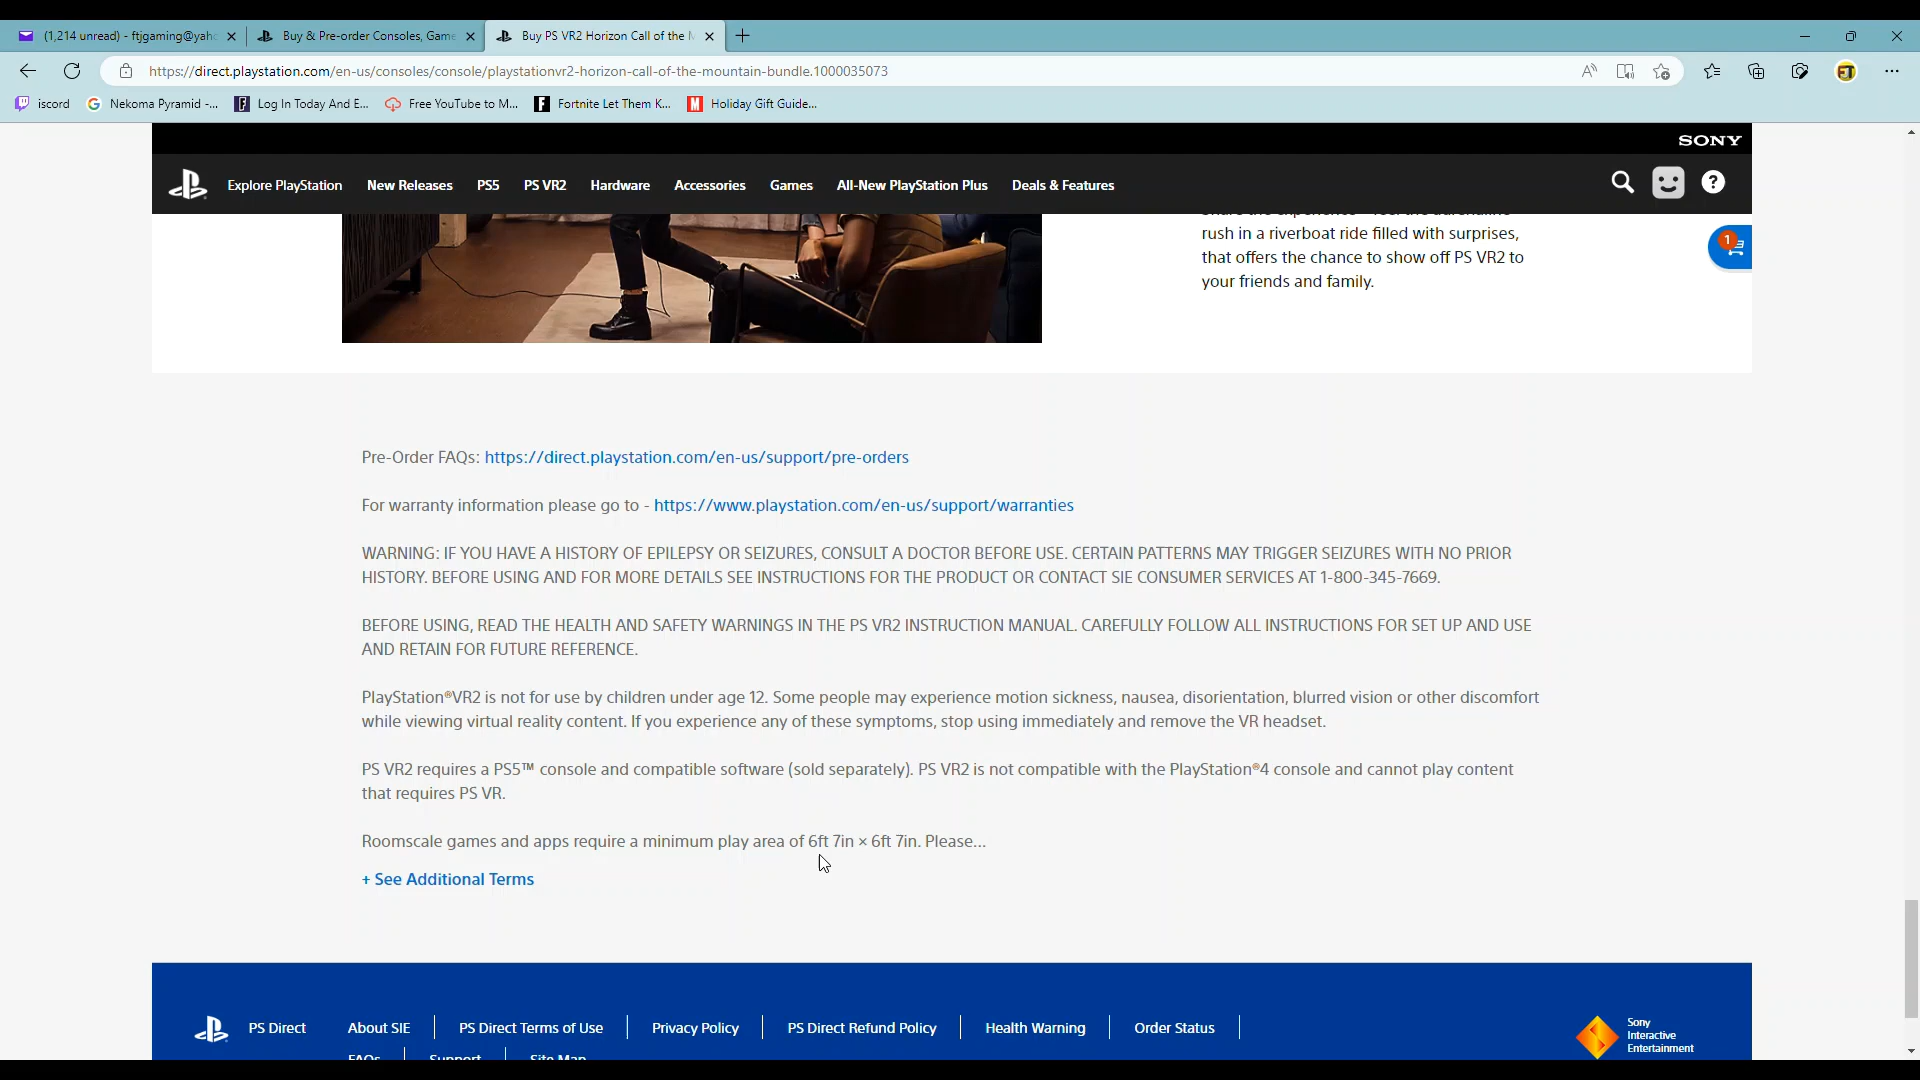 (1,214 unread) - ftjgaming@yah
Buy & Pre-order Consoles, Game
Buy PS VR2 Horizon Call of the M
https://direct.playstation.com/en-us/consoles/console/playstationvr2-horizon-call-of-the-mountain-bundle.1000035073
iscord
Nekoma Pyramid -...
Log In Today And E...
Free YouTube to M...
Fortnite Let Them K...
Holiday Gift Guide...
SONY
Explore PlayStation
New Releases
PS5
PS VR2
Hardware
Accessories
Games
All-New PlayStation Plus
Deals & Features
1
rush in a riverboat ride filled with surprises,
that offers the chance to show off PS VR2 to
your friends and family.
Pre-Order FAQs: https://direct.playstation.com/en-us/support/pre-orders
For warranty information please go to - https://www.playstation.com/en-us/support/warranties
WARNING: IF YOU HAVE A HISTORY OF EPILEPSY OR SEIZURES, CONSULT A DOCTOR BEFORE USE. CERTAIN PATTERNS MAY TRIGGER SEIZURES WITH NO PRIOR
HISTORY. BEFORE USING AND FOR MORE DETAILS SEE INSTRUCTIONS FOR THE PRODUCT OR CONTACT SIE CONSUMER SERVICES AT 1-800-345-7669.
BEFORE USING, READ THE HEALTH AND SAFETY WARNINGS IN THE PS VR2 INSTRUCTION MANUAL. CAREFULLY FOLLOW ALL INSTRUCTIONS FOR SET UP AND USE
AND RETAIN FOR FUTURE REFERENCE.
PlayStation®VR2 is not for use by children under age 12. Some people may experience motion sickness, nausea, disorientation, blurred vision or other discomfort
while viewing virtual reality content. If you experience any of these symptoms, stop using immediately and remove the VR headset.
PS VR2 requires a PS5™ console and compatible software (sold separately). PS VR2 is not compatible with the PlayStation®4 console and cannot play content
that requires PS VR.
Roomscale games and apps require a minimum play area of 6ft 7in × 6ft 7in. Please...
+ See Additional Terms
PS Direct
About SIE
PS Direct Terms of Use
Privacy Policy
PS Direct Refund Policy
Health Warning
Order Status
FAQs
Support
Site Map
Sony
Interactive
Entertainment